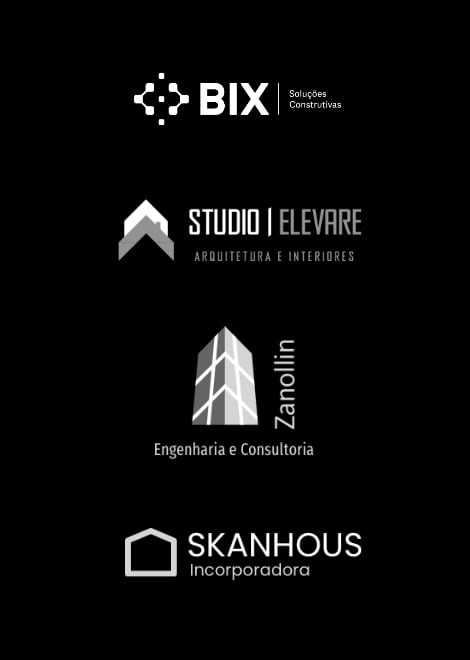 BIX
Soluções
Construtivas
STUDIO | ELEVARE
ARQUITETURA E INTERIORES
Zanollin
Engenharia e Consultoria
SKANHOUS
Incorporadora